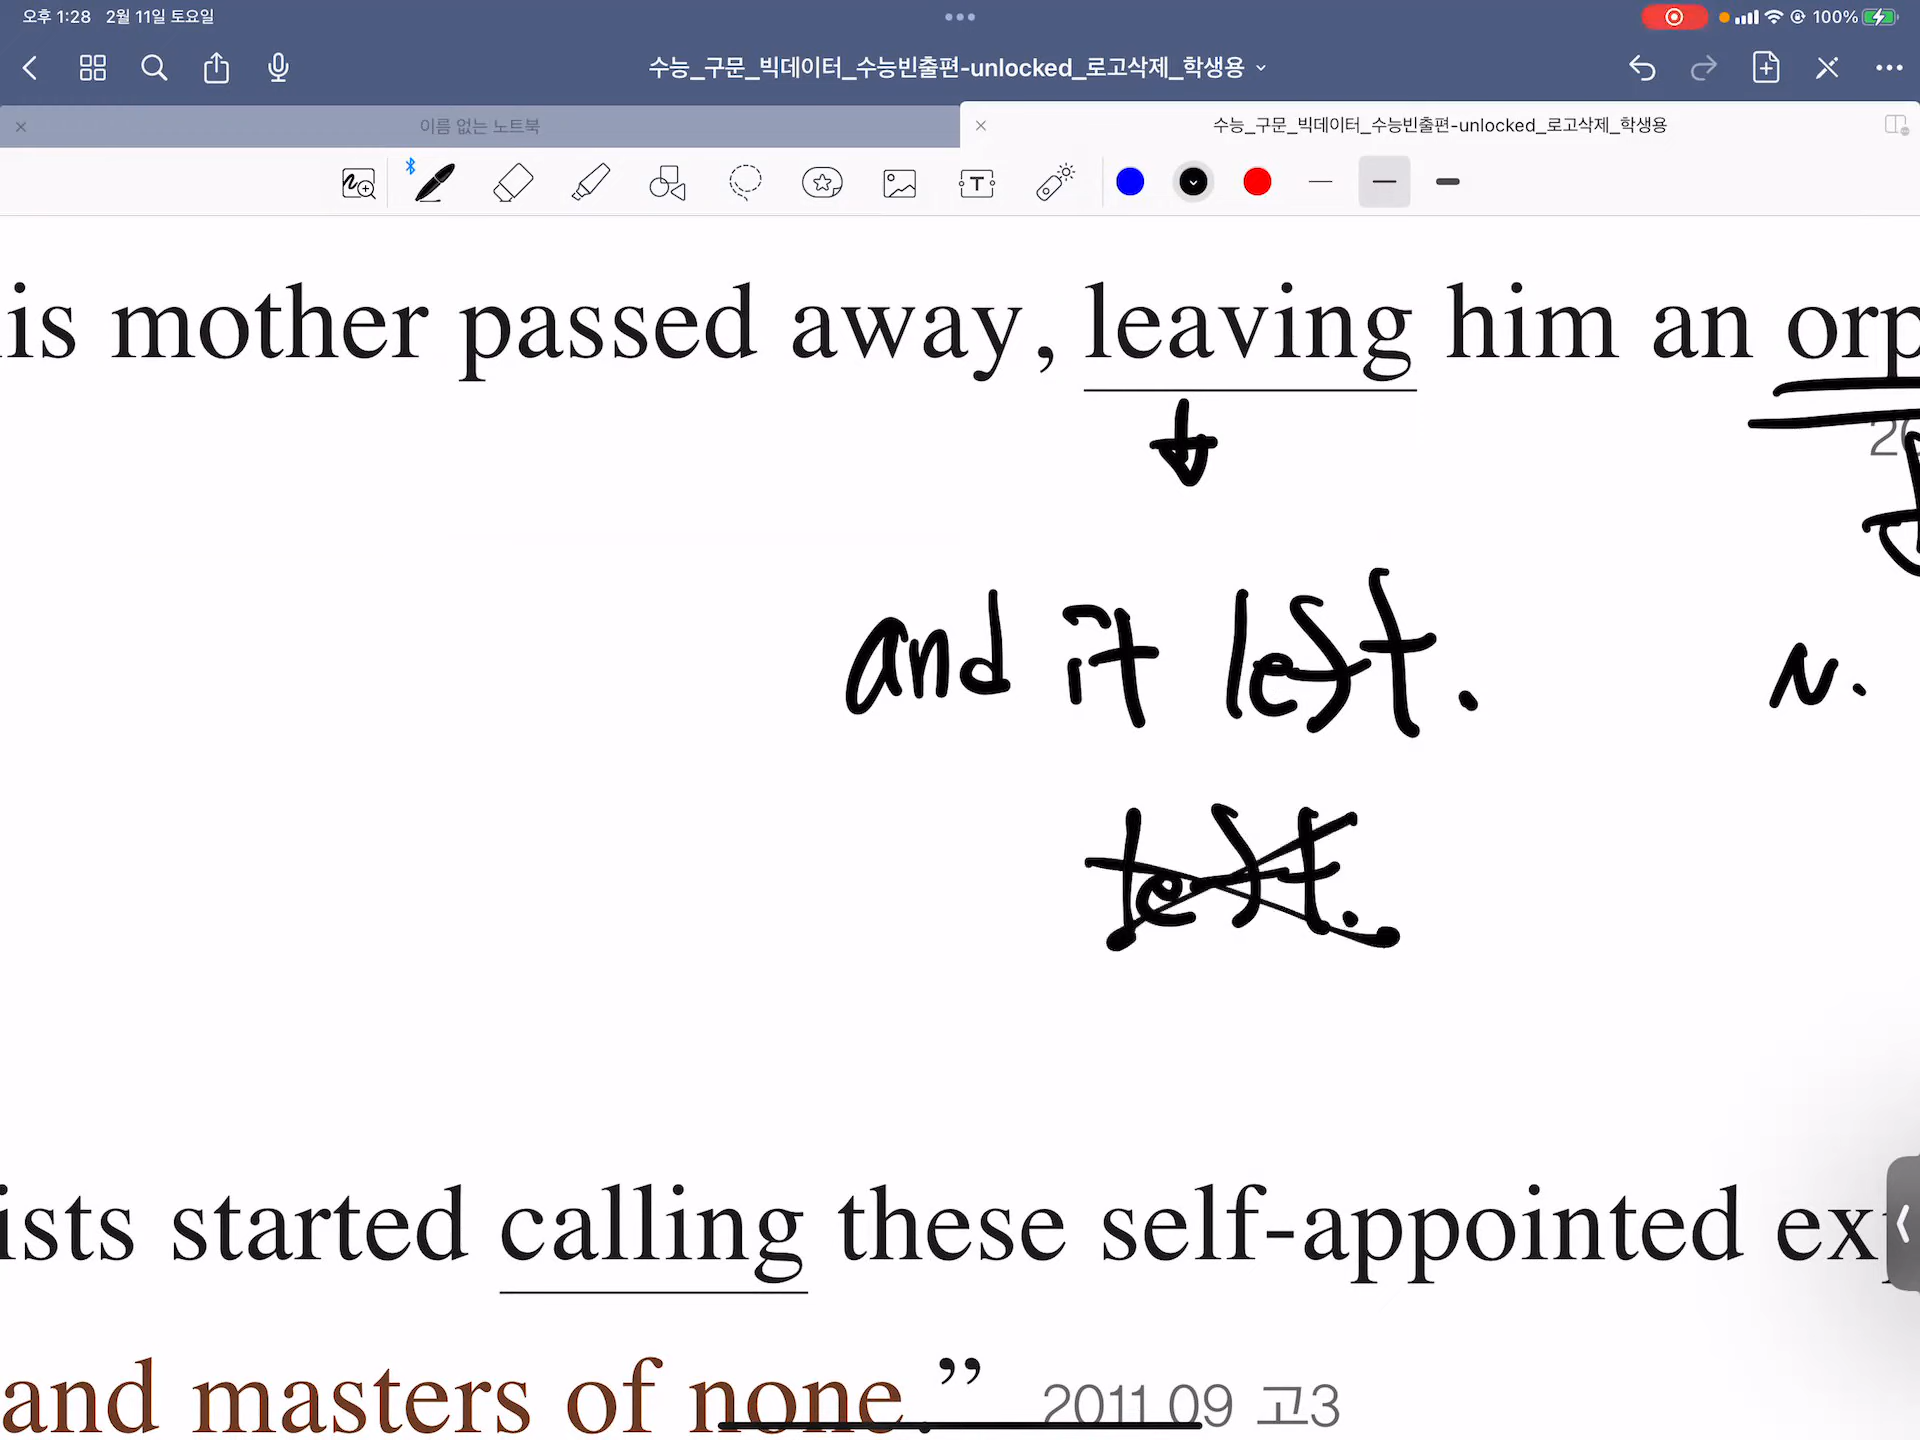 오후 1:28 2월 11일 토요일 100%
수능_구문_빅데이터_수능빈출편-unlocked_로고삭제_학생용
이름 없는 노트북 수능_구문_빅데이터_수능빈출편-unlocked_로고삭제_학생용
is mother passed away, leaving him an orp
and it left. N.
left.
ists started calling these self-appointed ex
and masters of none.” 2011 09 고3